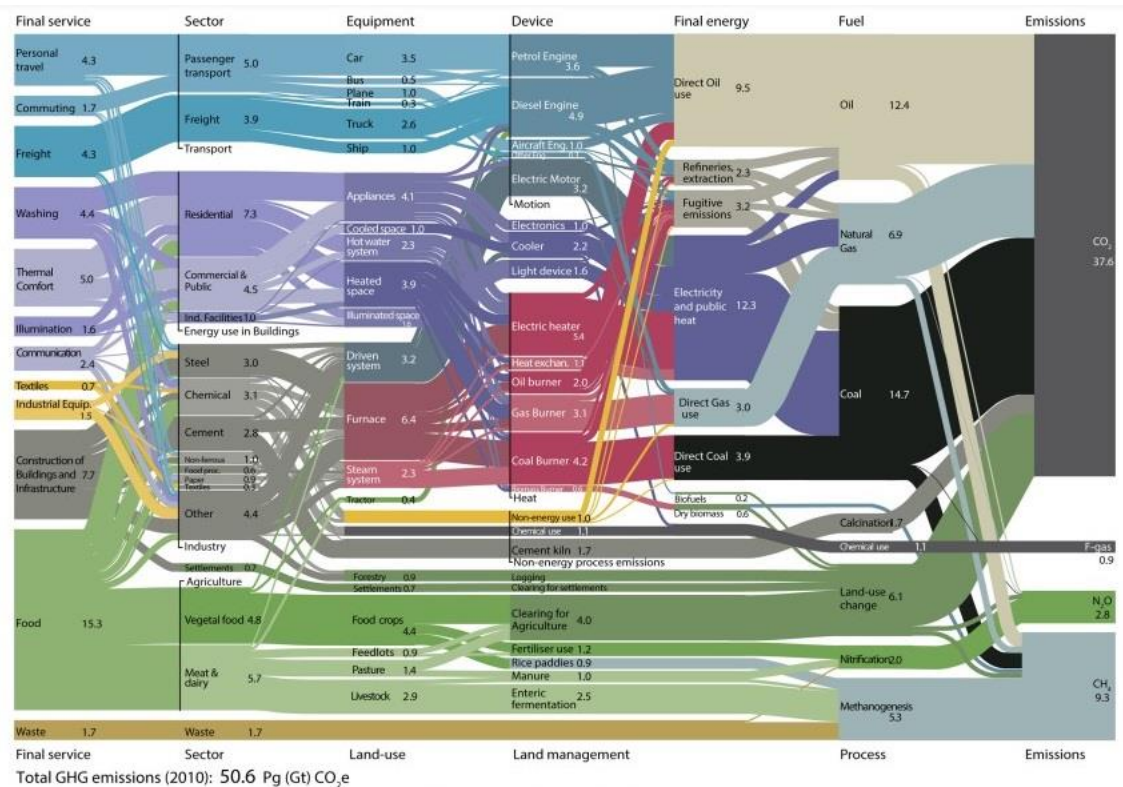 Final service Sector Equipment Device Final energy Fuel Emissions
Personal
travel 4.3
Commuting 1.7
Freight 4.3
Washing 4.4
Thermal
Comfort 5.0
Illumination 1.6
Communication
2.4
Textiles 0.7
Industrial Equip.
1.5
Construction of
Buildings and 7.7
Infrastructure
Food 15.3
Waste 1.7
Passenger
transport 5.0
Freight 3.9
Transport
Residential 7.3
Commercial &
Public 4.5
Ind. Facilities 1.0
Energy use in Buildings
Steel 3.0
Chemical 3.1
Cement 2.8
Non-ferrous 1.0
Food proc. 0.6
Paper 0.9
Textiles
Other 4.4
Industry
Settlements 0.7
Agriculture
Vegetal food 4.8
Meat &
dairy 5.7
Waste 1.7
Car 3.5
Bus 0.5
Plane 1.0
Train 0.3
Truck 2.6
Ship 1.0
Appliances 4.1
Cooled space 1.0
Hot water
system 2.3
Heated
space 3.9
Illuminated space
Driven
system 3.2
Furnace 6.4
Steam
system 2.3
Tractor 0.4
Forestry 0.9
Settlements 0.7
Food crops
4.4
Feedlots 0.9
Pasture 1.4
Livestock 2.9
Petrol Engine
3.6
Diesel Engine
4.9
Aircraft Eng. 1.0
Electric Motor
3.2
Motion
Electronics 1.0
Cooler 2.2
Light device 1.6
Electric heater
5.4
Heat exchan. 1.1
Oil burner 2.0
Gas Burner 3.1
Coal Burner 4.2
Biomass Burner
Heat
Non-energy use 1.0
Chemical use 1.1
Cement kiln 1.7
Non-energy process emissions
Logging
Clearing for settlements
Clearing for
Agriculture 4.0
Fertiliser use 1.2
Rice paddies 0.9
Manure 1.0
Enteric
fermentation 2.5
Direct Oil
use 9.5
Refineries,
extraction 2.3
Fugitive
emissions 3.2
Electricity
and public 12.3
heat
Direct Gas
use 3.0
Direct Coal
use 3.9
Biofuels 0.2
Dry biomass 0.6
Oil 12.4
Natural
Gas 6.9
Coal 14.7
Calcination 1.7
Chemical use 1.1
Land-use
change 6.1
Nitrification 2.0
Methanogenesis
5.3
CO2
37.6
F-gas
0.9
N2O
2.8
CH4
9.3
Final service Sector Land-use Land management Process Emissions
Total GHG emissions (2010): 50.6 Pg (Gt) CO2e